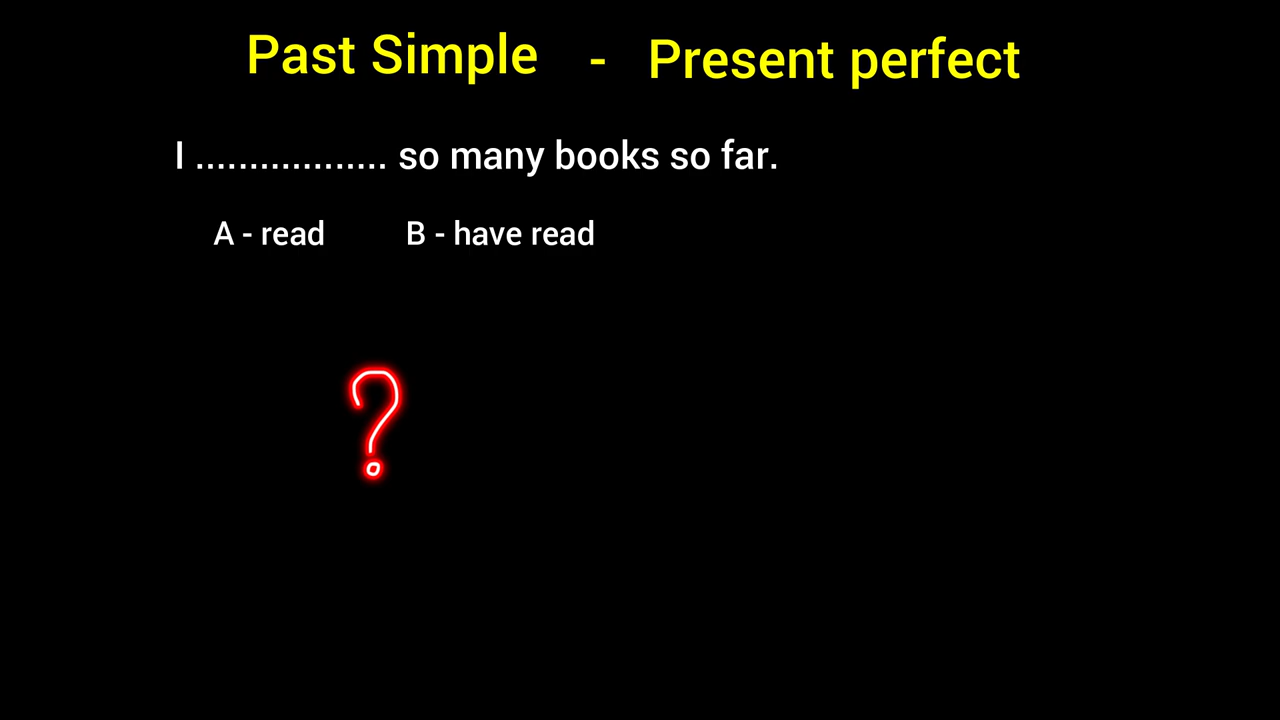 Past Simple - Present perfect
I .................. so many books so far.
A - read B - have read
?